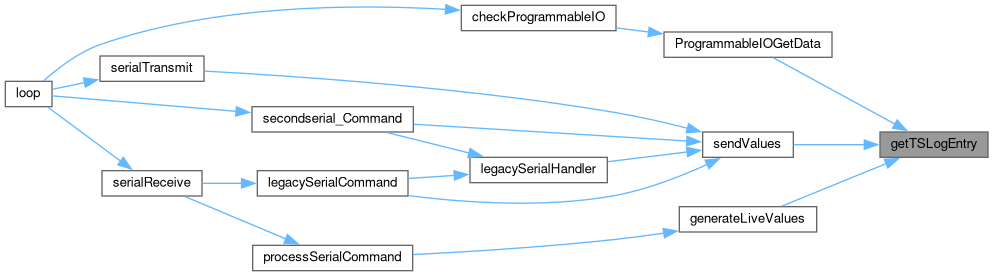 checkProgrammableIO
ProgrammableIOGetData
serialTransmit
loop
secondserial_Command
sendValues
getTSLogEntry
legacySerialHandler
serialReceive
legacySerialCommand
generateLiveValues
processSerialCommand